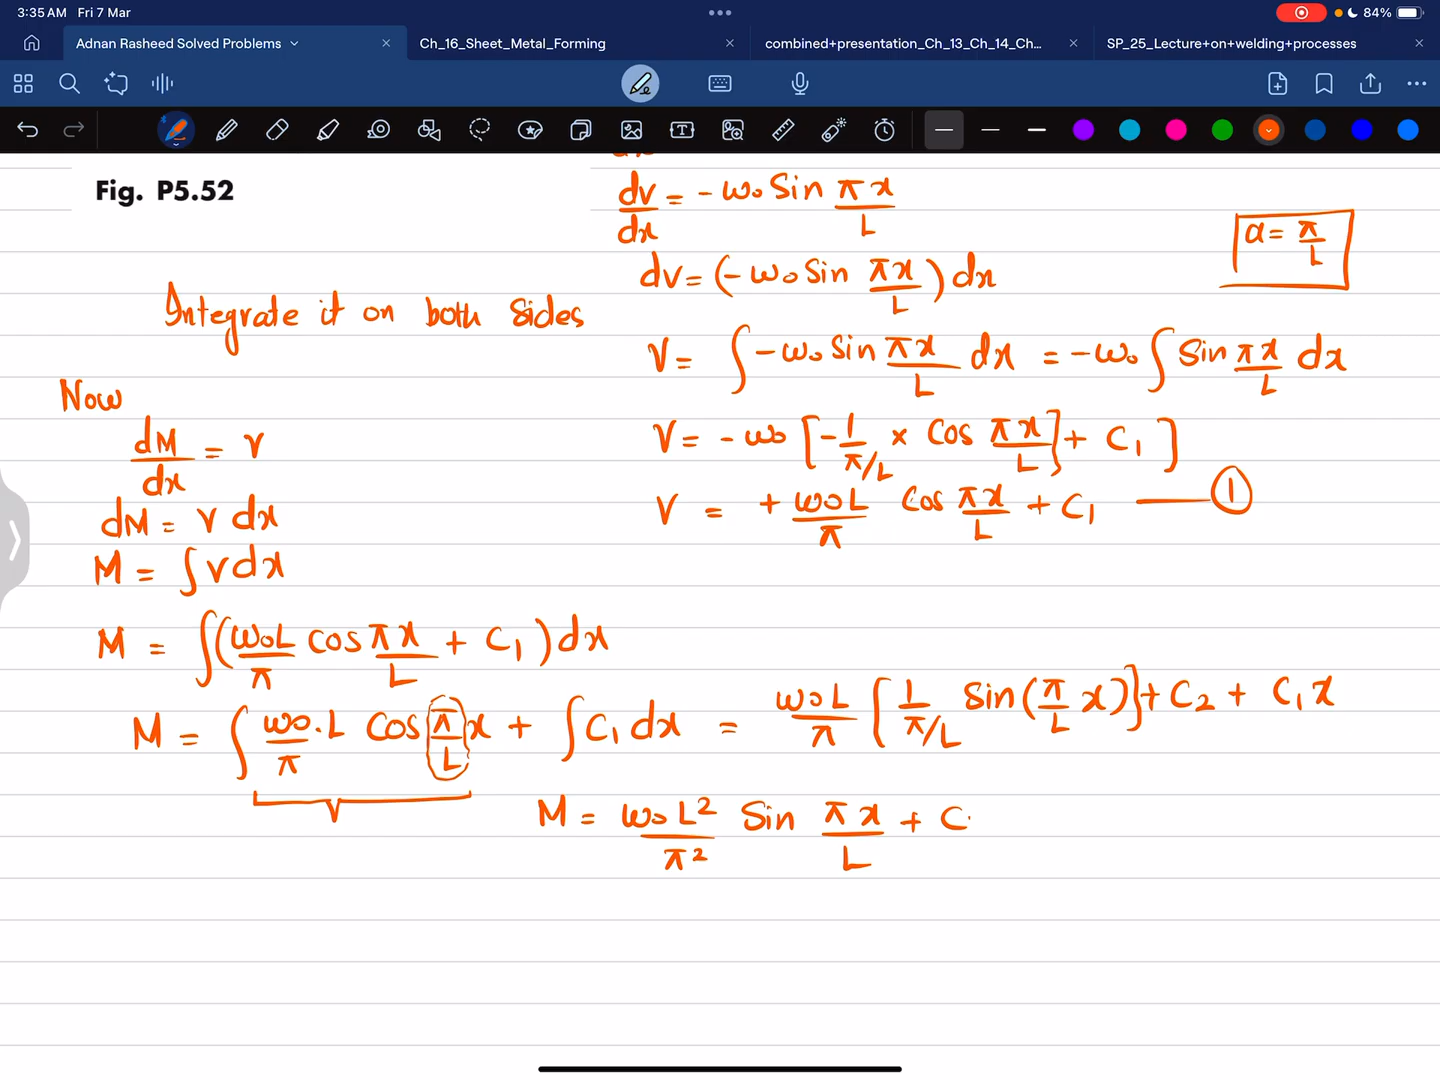 3:35 AM Fri 7 Mar 84%
Adnan Rasheed Solved Problems Ch_16_Sheet_Metal_Forming combined+presentation_Ch_13_Ch_14_Ch... SP_25_Lecture+on+welding+processes
Fig. P5.52
dv/dx = - w₀ Sin πx/L
a = π/L
dv = (- w₀ Sin πx/L) dx
Integrate it on both sides
V = ∫ - w₀ Sin πx/L dx = - w₀ ∫ Sin πx/L dx
Now
dM/dx = V
V = - w₀ [- 1/π/L × Cos πx/L] + C₁ ]
dM = V dx
V = + w₀L/π Cos πx/L + C₁ —— ①
M = ∫ V dx
M = ∫ (w₀L/π cos πx/L + C₁) dx
M = ∫ w₀.L/π Cos π/L x + ∫ C₁ dx = w₀L/π [ 1/π/L Sin(π/L x)] + C₂ + C₁x
V
M = w₀L²/π² Sin πx/L + C